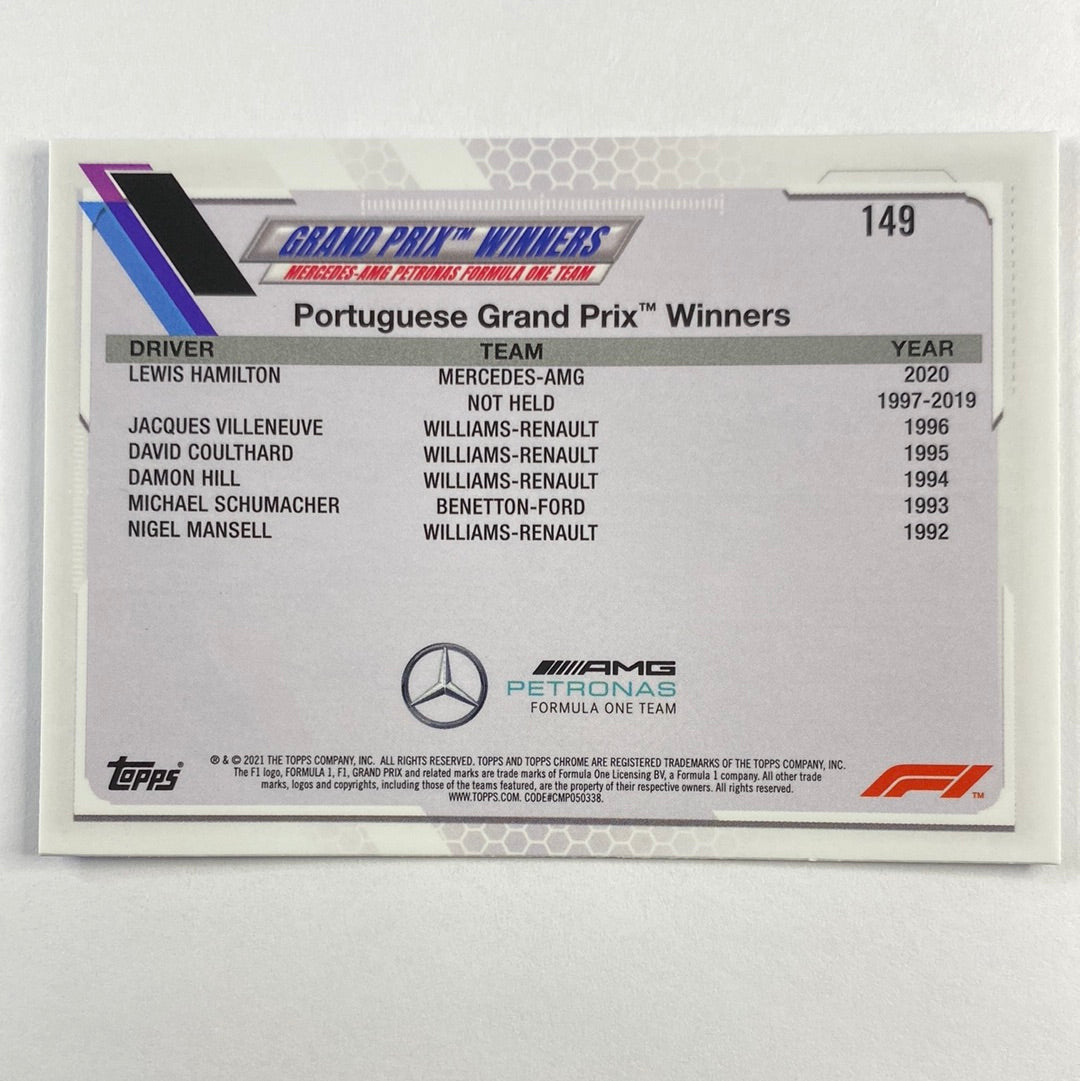 149
GRAND PRIX™ WINNERS
MERCEDES-AMG PETRONAS FORMULA ONE TEAM
Portuguese Grand Prix™ Winners
DRIVER TEAM YEAR
LEWIS HAMILTON MERCEDES-AMG 2020
NOT HELD 1997-2019
JACQUES VILLENEUVE WILLIAMS-RENAULT 1996
DAVID COULTHARD WILLIAMS-RENAULT 1995
DAMON HILL WILLIAMS-RENAULT 1994
MICHAEL SCHUMACHER BENETTON-FORD 1993
NIGEL MANSELL WILLIAMS-RENAULT 1992
AMG
PETRONAS
FORMULA ONE TEAM
topps®
® & © 2021 THE TOPPS COMPANY, INC. ALL RIGHTS RESERVED. TOPPS AND TOPPS CHROME ARE REGISTERED TRADEMARKS OF THE TOPPS COMPANY, INC.
The F1 logo, FORMULA 1, F1, GRAND PRIX and related marks are trade marks of Formula One Licensing BV, a Formula 1 company. All other trade
marks, logos and copyrights, including those of the teams featured, are the property of their respective owners. All rights reserved.
WWW.TOPPS.COM. CODE#CMP050338.
F1™